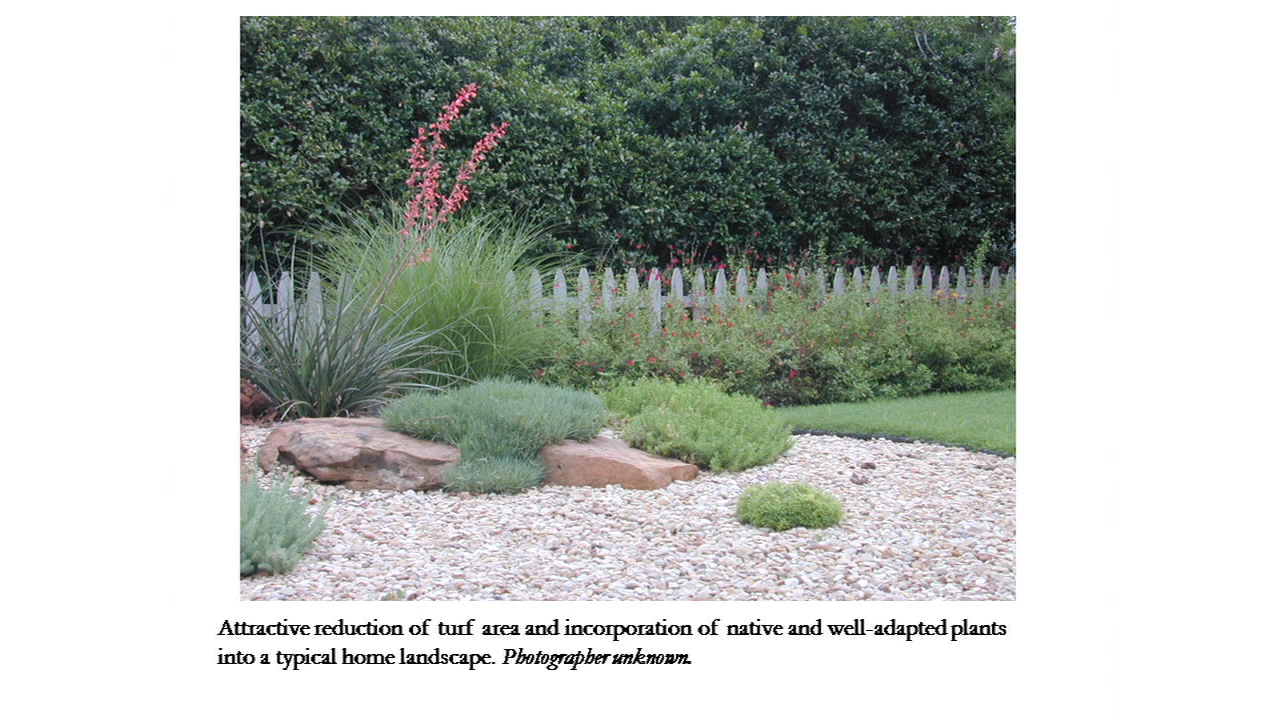 Attractive reduction of turf area and incorporation of native and well-adapted plants
into a typical home landscape. Photographer unknown.